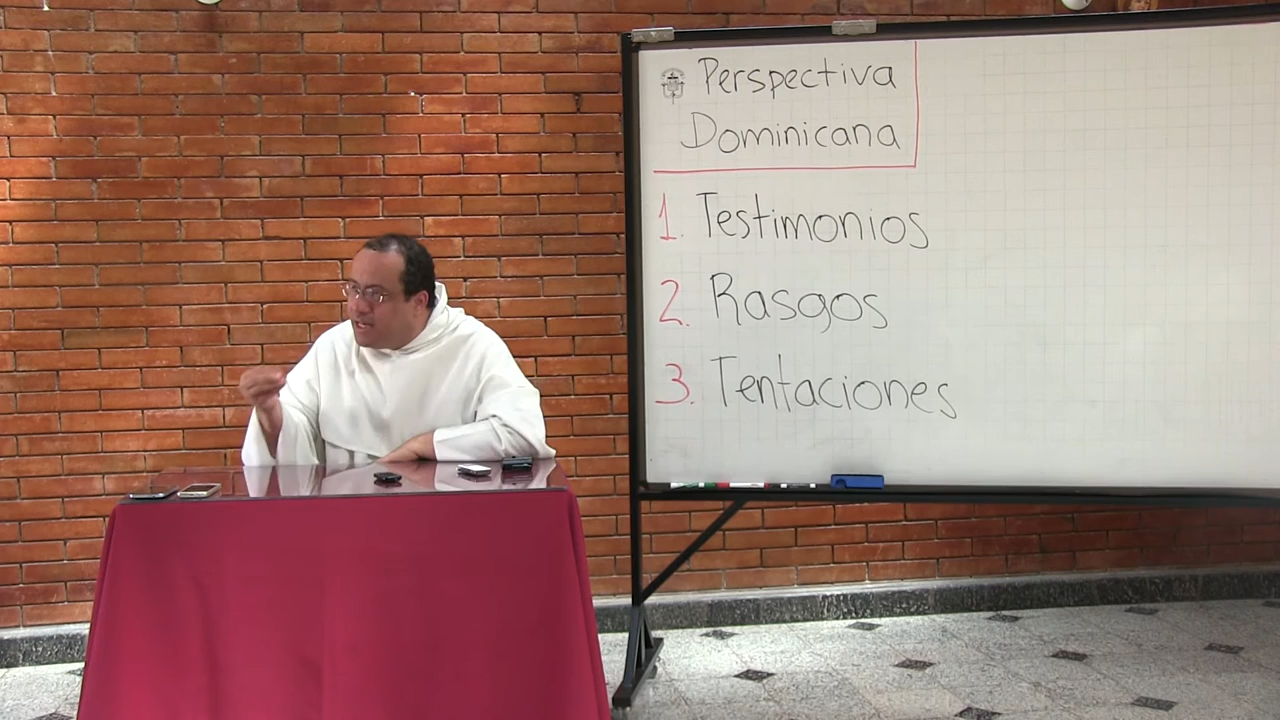 Perspectiva
Dominicana
1. Testimonios
2. Rasgos
3. Tentaciones